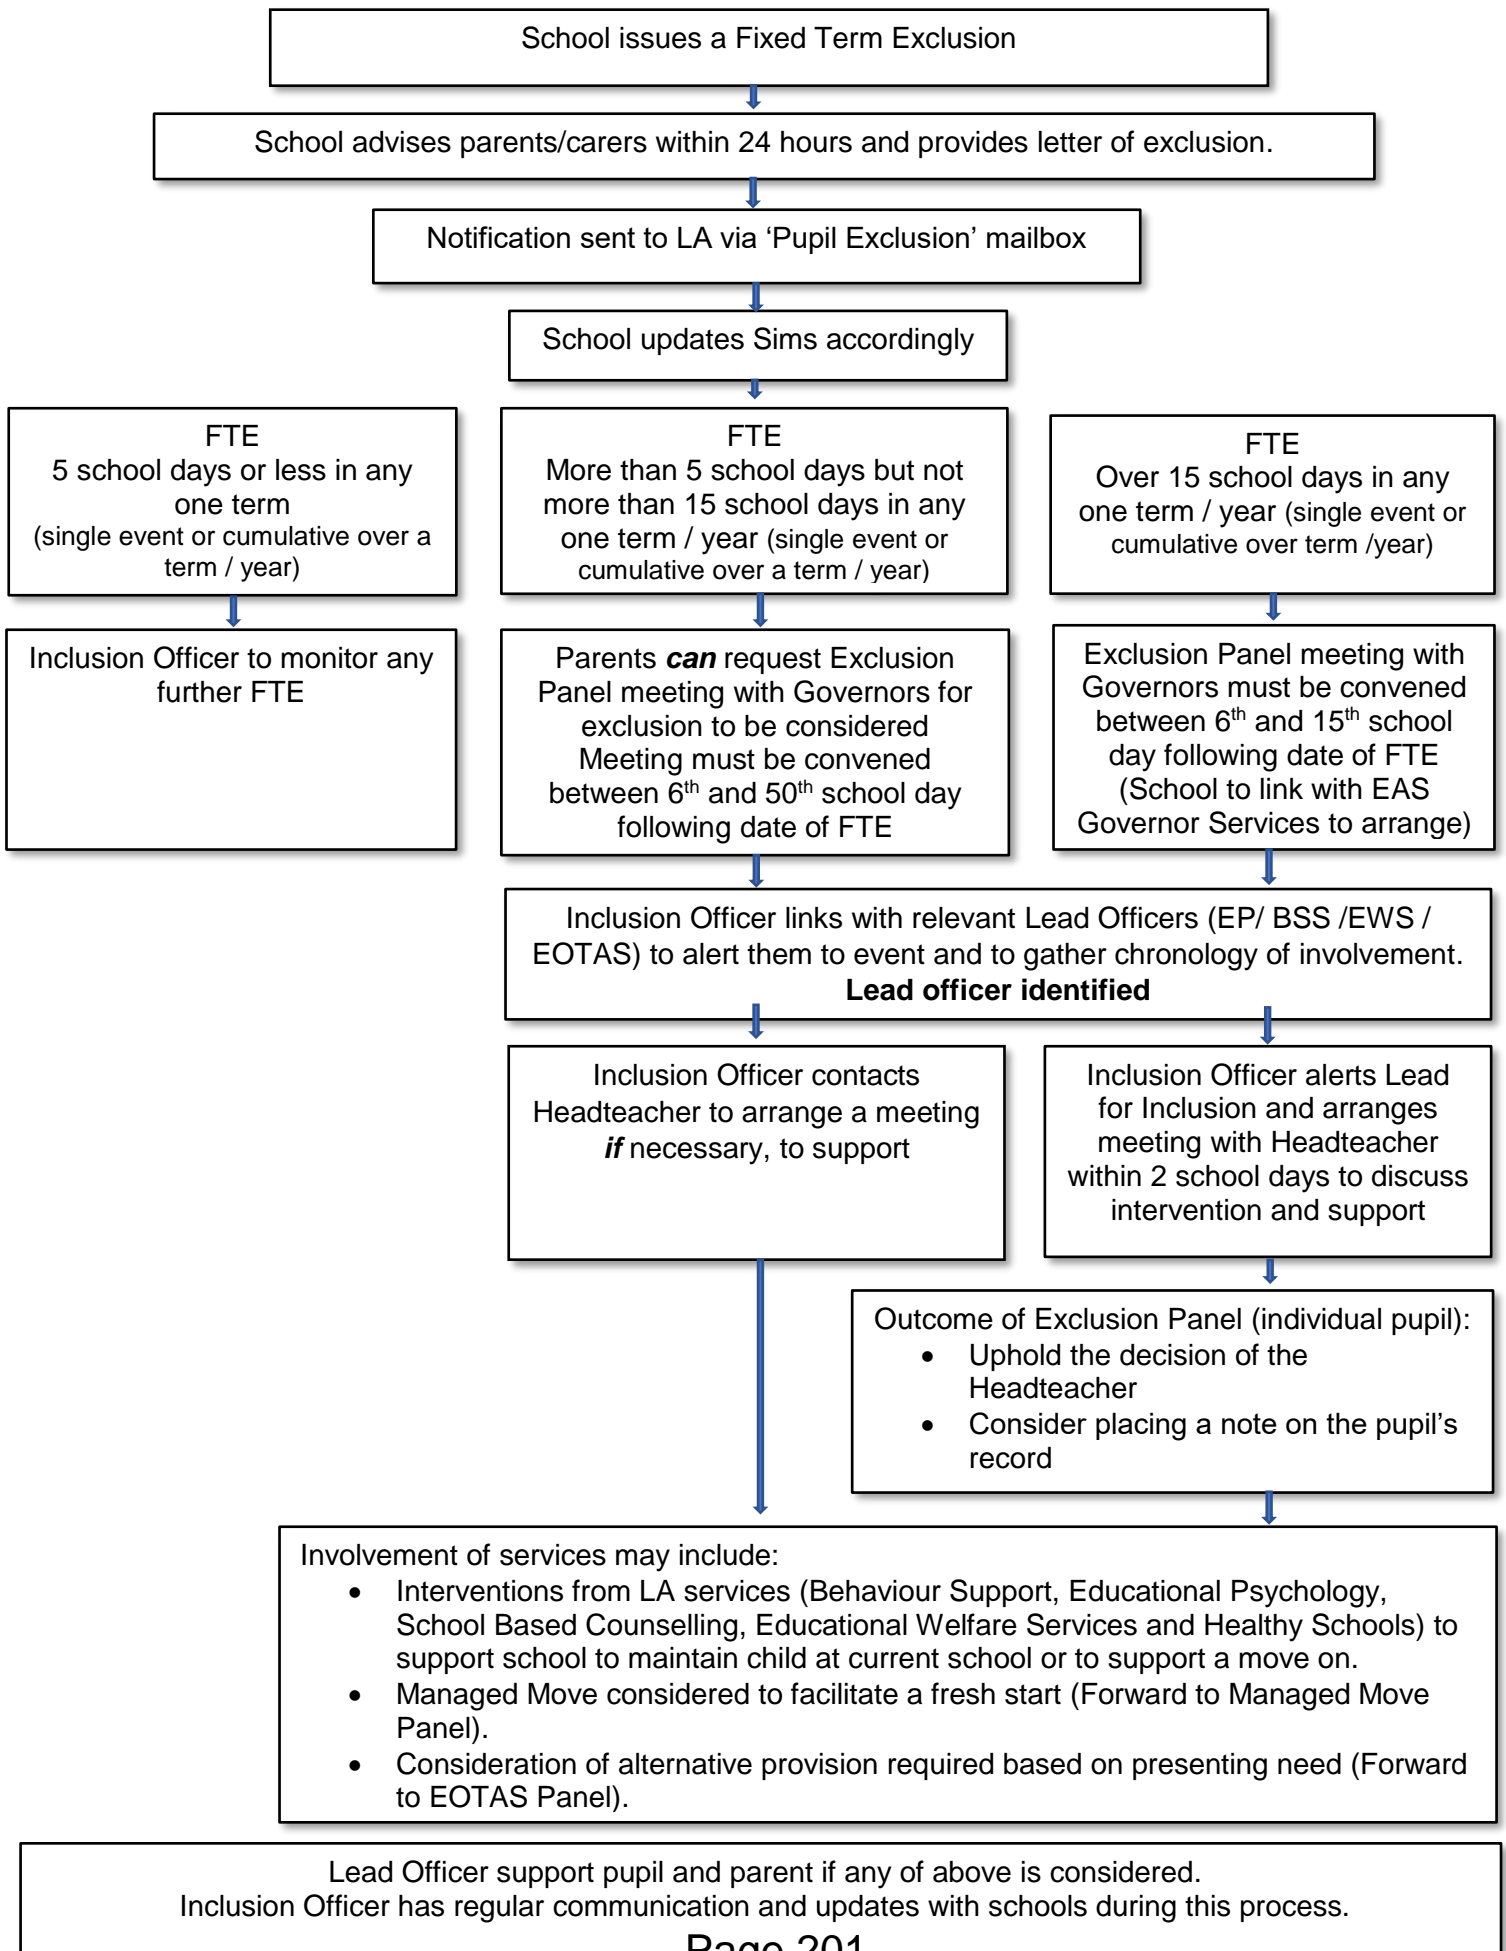 School issues a Fixed Term Exclusion
School advises parents/carers within 24 hours and provides letter of exclusion.
Notification sent to LA via ‘Pupil Exclusion’ mailbox
School updates Sims accordingly
FTE
5 school days or less in any
one term
(single event or cumulative over a
term / year)
FTE
More than 5 school days but not
more than 15 school days in any
one term / year (single event or
cumulative over a term / year)
FTE
Over 15 school days in any
one term / year (single event or
cumulative over term /year)
Inclusion Officer to monitor any
further FTE
Parents can request Exclusion
Panel meeting with Governors for
exclusion to be considered
Meeting must be convened
between 6th and 50th school day
following date of FTE
Exclusion Panel meeting with
Governors must be convened
between 6th and 15th school
day following date of FTE
(School to link with EAS
Governor Services to arrange)
Inclusion Officer links with relevant Lead Officers (EP/ BSS /EWS /
EOTAS) to alert them to event and to gather chronology of involvement.
Lead officer identified
Inclusion Officer contacts
Headteacher to arrange a meeting
if necessary, to support
Inclusion Officer alerts Lead
for Inclusion and arranges
meeting with Headteacher
within 2 school days to discuss
intervention and support
Outcome of Exclusion Panel (individual pupil):
• Uphold the decision of the
Headteacher
• Consider placing a note on the pupil’s
record
Involvement of services may include:
• Interventions from LA services (Behaviour Support, Educational Psychology,
School Based Counselling, Educational Welfare Services and Healthy Schools) to
support school to maintain child at current school or to support a move on.
• Managed Move considered to facilitate a fresh start (Forward to Managed Move
Panel).
• Consideration of alternative provision required based on presenting need (Forward
to EOTAS Panel).
Lead Officer support pupil and parent if any of above is considered.
Inclusion Officer has regular communication and updates with schools during this process.
Page 201